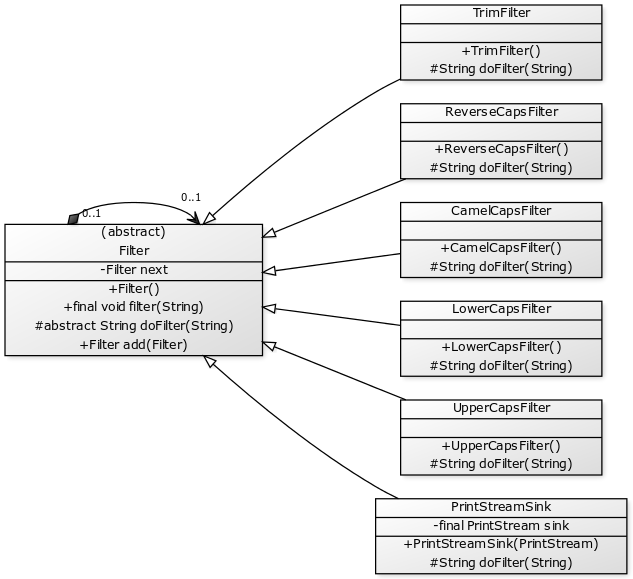 TrimFilter
+TrimFilter()
#String doFilter(String)
ReverseCapsFilter
+ReverseCapsFilter()
#String doFilter(String)
0..1
0..1
(abstract)
Filter
-Filter next
+Filter()
+final void filter(String)
#abstract String doFilter(String)
+Filter add(Filter)
CamelCapsFilter
+CamelCapsFilter()
#String doFilter(String)
LowerCapsFilter
+LowerCapsFilter()
#String doFilter(String)
UpperCapsFilter
+UpperCapsFilter()
#String doFilter(String)
PrintStreamSink
-final PrintStream sink
+PrintStreamSink(PrintStream)
#String doFilter(String)